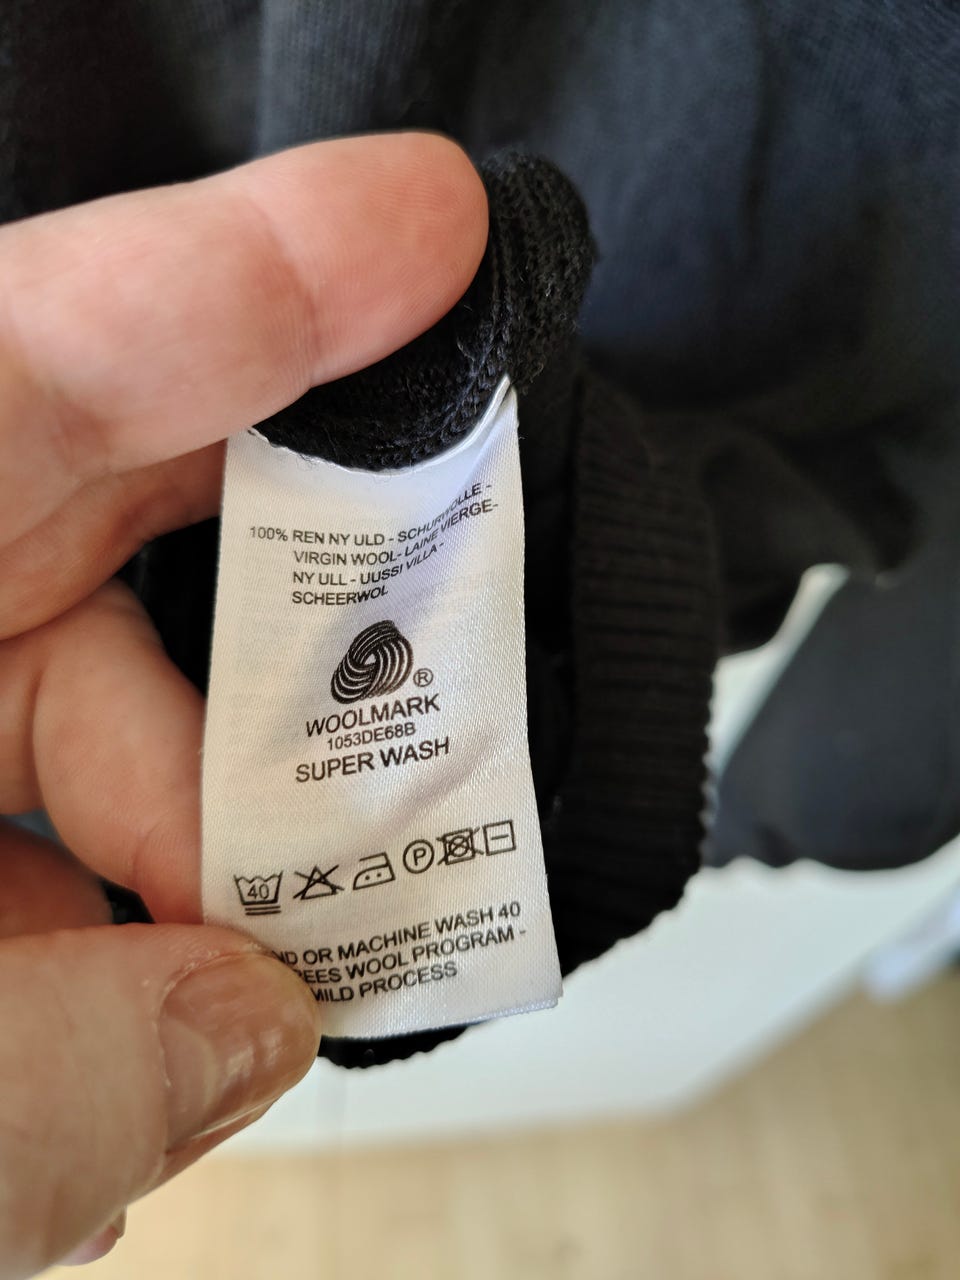 100% REN NY ULD - SCHURWOLLE -
VIRGIN WOOL- LAINE VIERGE-
NY ULL - UUSSI VILLA -
SCHEERWOL
®
WOOLMARK
1053DE68B
SUPER WASH
40 P
OR MACHINE WASH 40
WOOL PROGRAM -
MILD PROCESS